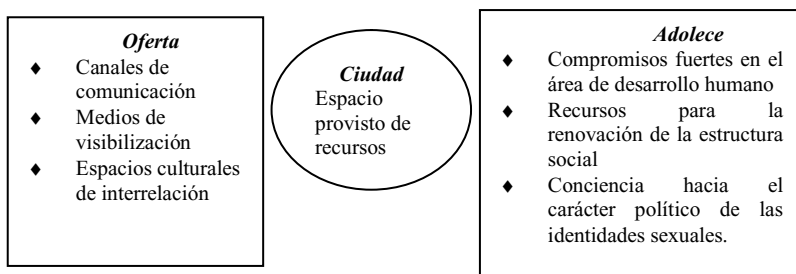 Oferta
♦ Canales de
comunicación
♦ Medios de
visibilización
♦ Espacios culturales
de interrelación
Ciudad
Espacio
provisto de
recursos
Adolece
♦ Compromisos fuertes en el
área de desarrollo humano
♦ Recursos para la
renovación de la estructura
social
♦ Conciencia hacia el
carácter político de las
identidades sexuales.